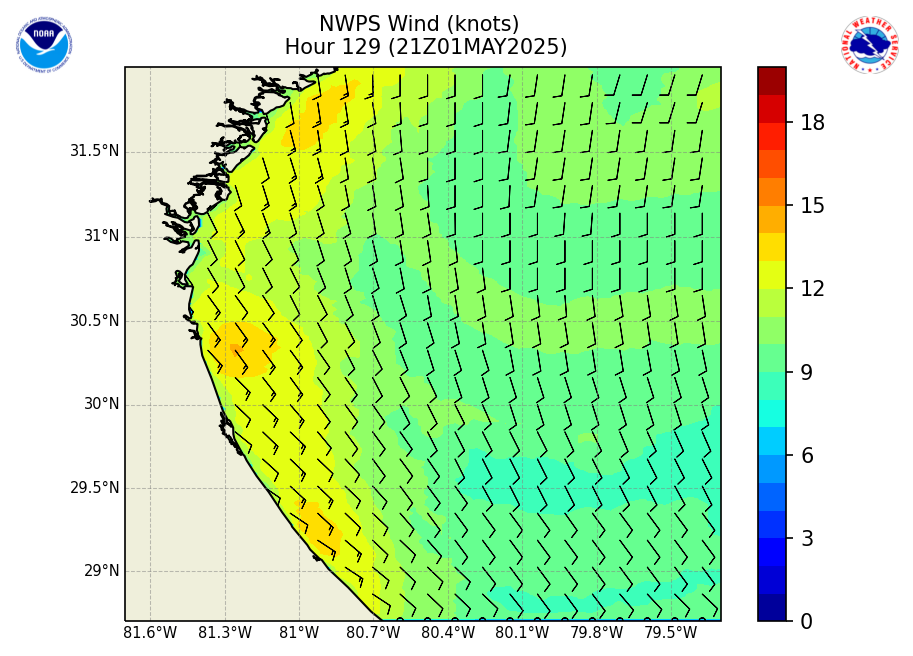 NWPS Wind (knots)
Hour 129 (21Z01MAY2025)
NOAA
NATIONAL WEATHER SERVICE
31.5°N
31°N
30.5°N
30°N
29.5°N
29°N
81.6°W 81.3°W 81°W 80.7°W 80.4°W 80.1°W 79.8°W 79.5°W
18
15
12
9
6
3
0